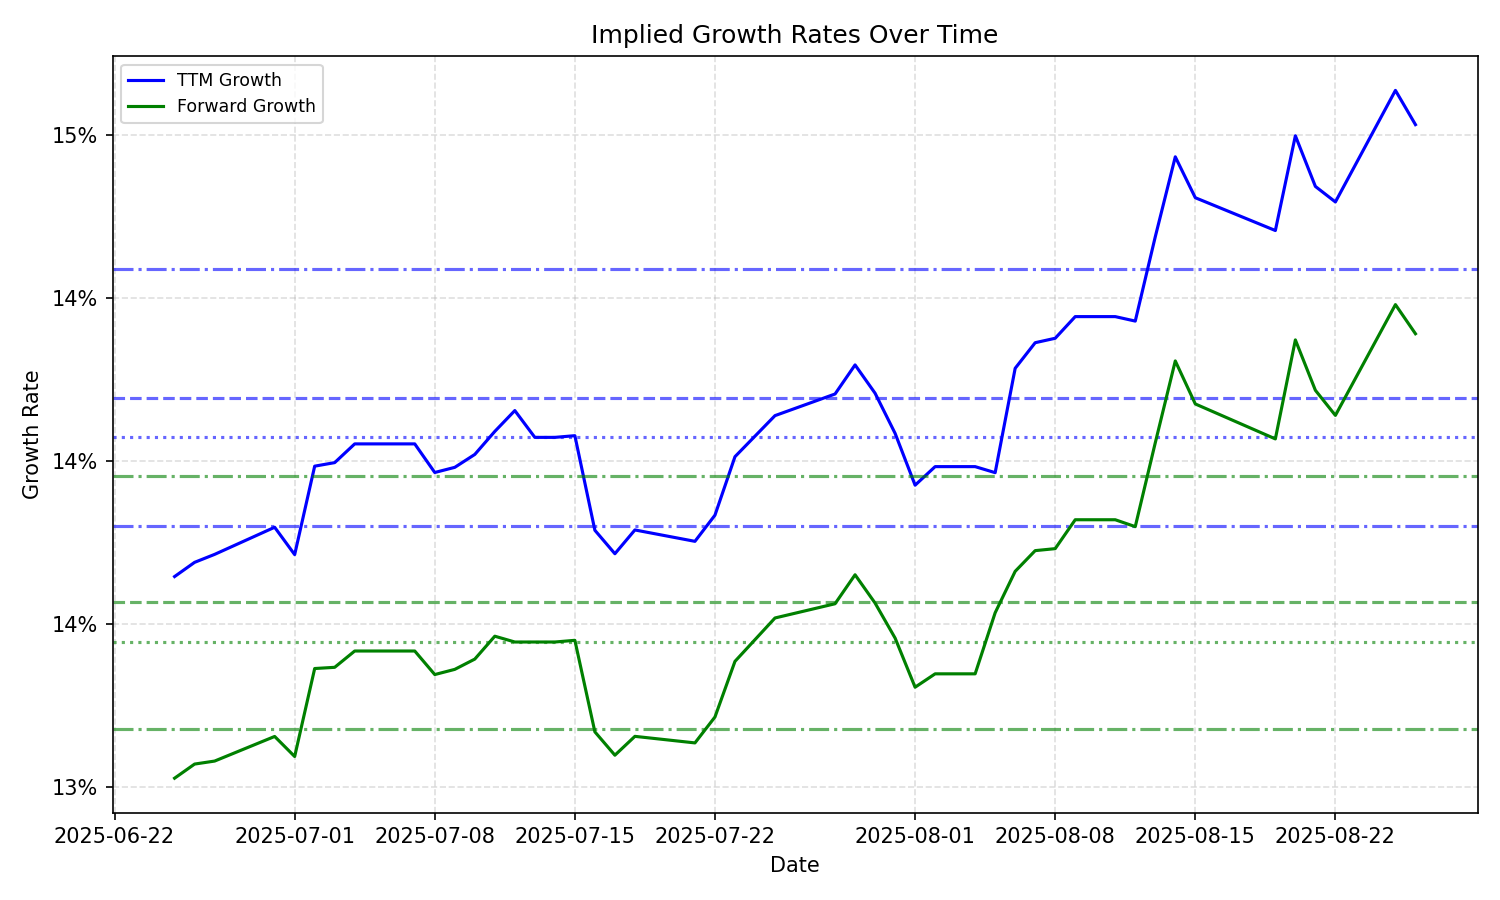 Implied Growth Rates Over Time
TTM Growth
Forward Growth
15%
14%
14%
14%
13%
Growth Rate
2025-06-22
2025-07-01
2025-07-08
2025-07-15
2025-07-22
2025-08-01
2025-08-08
2025-08-15
2025-08-22
Date